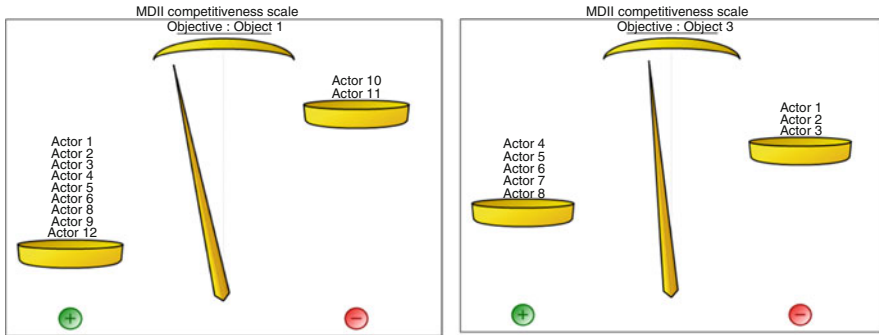 MDII competitiveness scale
Objective : Object 1
Actor 10
Actor 11
Actor 1
Actor 2
Actor 3
Actor 4
Actor 5
Actor 6
Actor 8
Actor 9
Actor 12
+
−
MDII competitiveness scale
Objective : Object 3
Actor 1
Actor 2
Actor 3
Actor 4
Actor 5
Actor 6
Actor 7
Actor 8
+
−